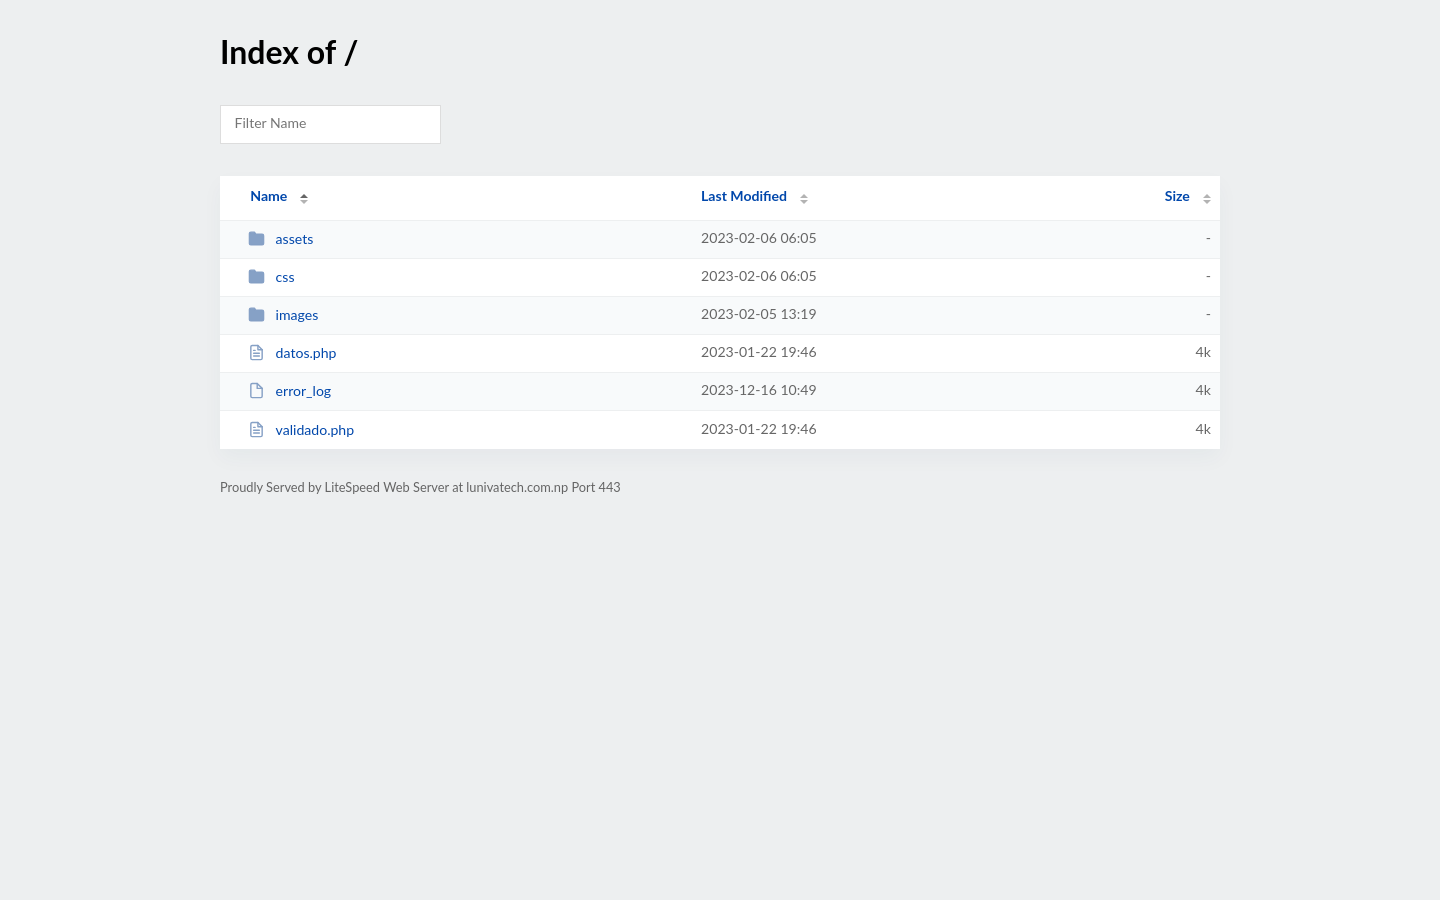 Index of /
Filter Name
Name Last Modified Size
assets 2023-02-06 06:05 -
css 2023-02-06 06:05 -
images 2023-02-05 13:19 -
datos.php 2023-01-22 19:46 4k
error_log 2023-12-16 10:49 4k
validado.php 2023-01-22 19:46 4k
Proudly Served by LiteSpeed Web Server at lunivatech.com.np Port 443